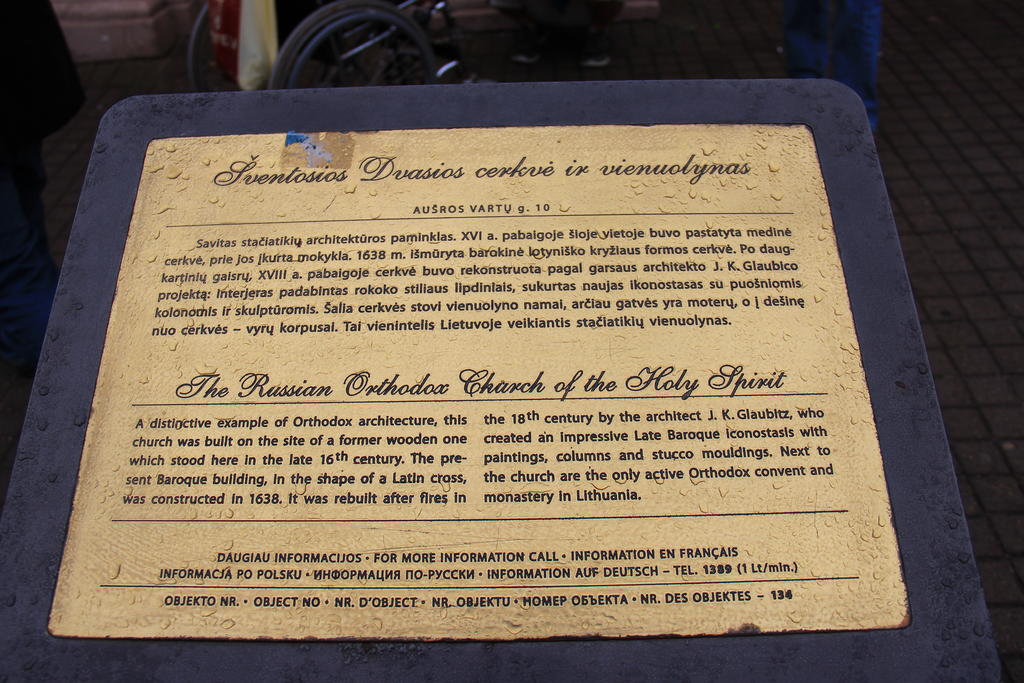 Šventosios Dvasios cerkvė ir vienuolynas
AUŠROS VARTŲ g. 10
Savitas stačiatikių architektūros paminklas. XVI a. pabaigoje šioje vietoje buvo pastatyta medinė
cerkvė, prie jos įkurta mokykla. 1638 m. išmūryta barokinė lotyniško kryžiaus formos cerkvė. Po daug-
kartinių gaisrų, XVIII a. pabaigoje cerkvė buvo rekonstruota pagal garsaus architekto J. K. Glaubico
projektą: interjeras padabintas rokoko stiliaus lipdiniais, sukurtas naujas ikonostasas su puošniomis
kolonomis ir skulptūromis. Šalia cerkvės stovi vienuolyno namai, arčiau gatvės yra moterų, o į dešinę
nuo cerkvės – vyrų korpusai. Tai vienintelis Lietuvoje veikiantis stačiatikių vienuolynas.
The Russian Orthodox Church of the Holy Spirit
A distinctive example of Orthodox architecture, this
church was built on the site of a former wooden one
which stood here in the late 16th century. The pre-
sent Baroque building, in the shape of a Latin cross,
was constructed in 1638. It was rebuilt after fires in
the 18th century by the architect J. K. Glaubitz, who
created an impressive Late Baroque iconostasis with
paintings, columns and stucco mouldings. Next to
the church are the only active Orthodox convent and
monastery in Lithuania.
DAUGIAU INFORMACIJOS • FOR MORE INFORMATION CALL • INFORMATION EN FRANÇAIS
INFORMACJA PO POLSKU • ИНФОРМАЦИЯ ПО-РУССКИ • INFORMATION AUF DEUTSCH – TEL. 1389 (1 Lt/min.)
OBJEKTO NR. • OBJECT NO • NR. D'OBJECT • NR. OBJEKTU • НОМЕР ОБЪЕКТА • NR. DES OBJEKTES – 134